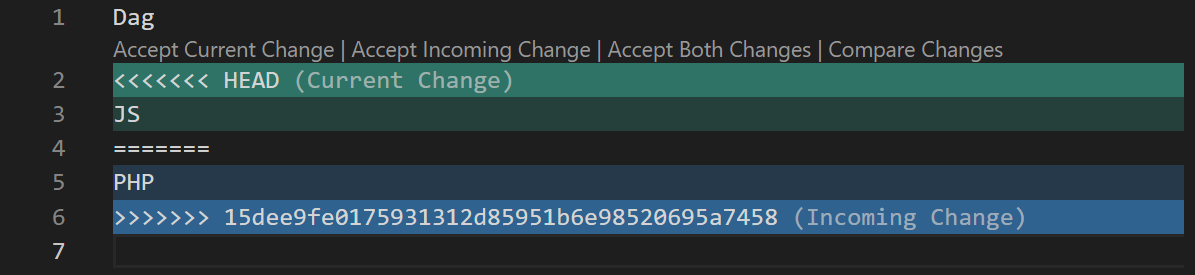 1 Dag
Accept Current Change | Accept Incoming Change | Accept Both Changes | Compare Changes
2 <<<<<<< HEAD (Current Change)
3 JS
4 =======
5 PHP
6 >>>>>>> 15dee9fe0175931312d85951b6e98520695a7458 (Incoming Change)
7